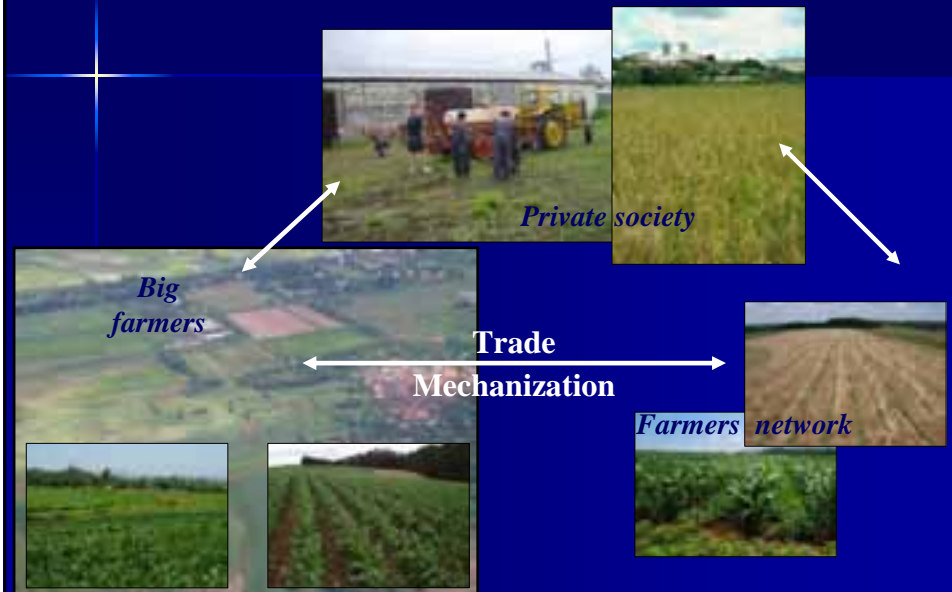 Private society
Big
farmers
Trade
Mechanization
Farmers network